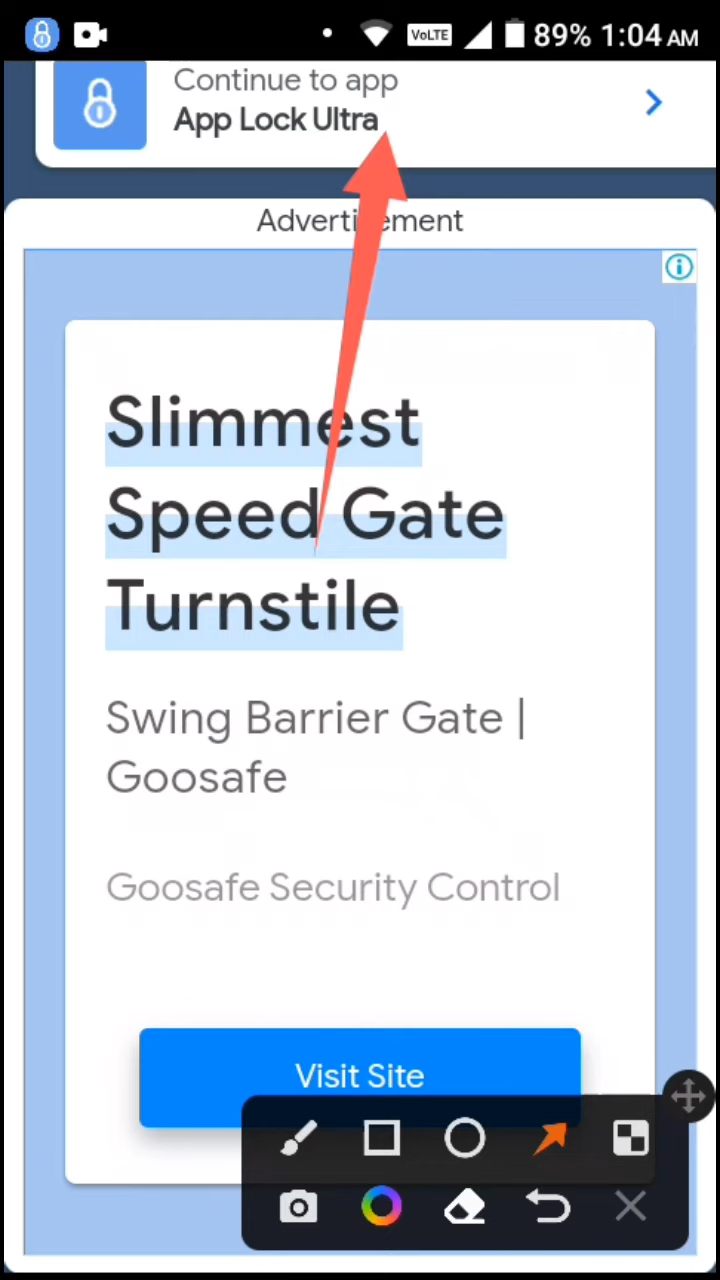 VoLTE 89% 1:04 AM
Continue to app
App Lock Ultra
Advertisement
Slimmest
Speed Gate
Turnstile
Swing Barrier Gate |
Goosafe
Goosafe Security Control
Visit Site